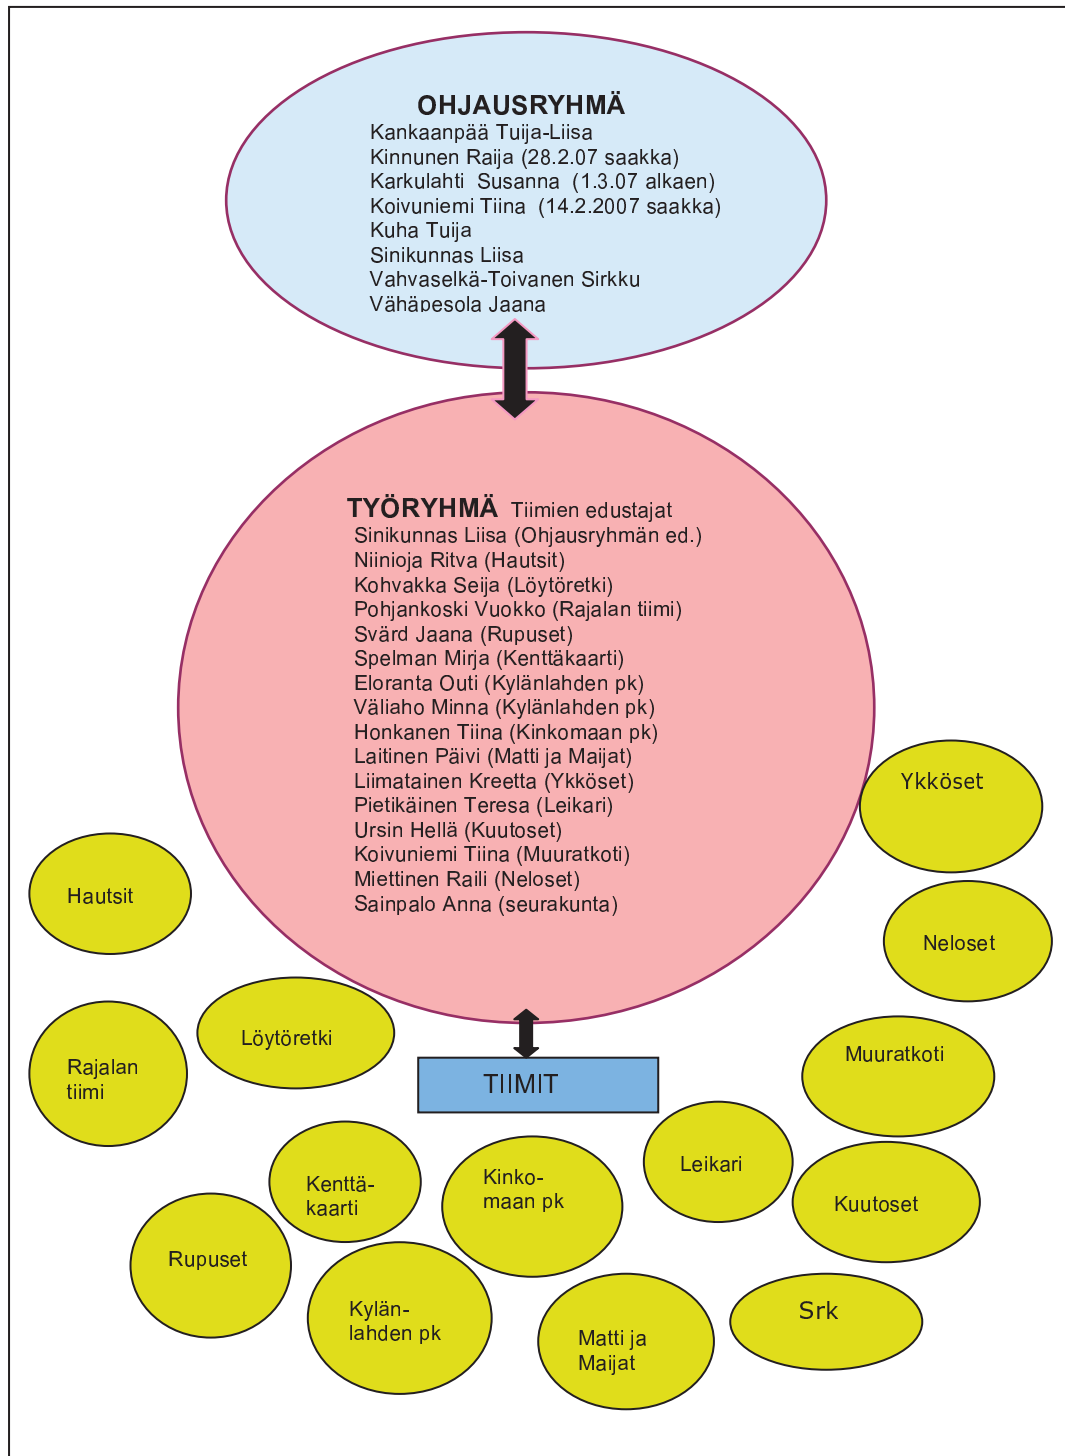 OHJAUSRYHMÄ
Kankaanpää Tuija-Liisa
Kinnunen Raija (28.2.07 saakka)
Karkulahti Susanna (1.3.07 alkaen)
Koivuniemi Tiina (14.2.2007 saakka)
Kuha Tuija
Sinikunnas Liisa
Vahvaselkä-Toivanen Sirkku
Vähäpesola Jaana
TYÖRYHMÄ Tiimien edustajat
Sinikunnas Liisa (Ohjausryhmän ed.)
Niinioja Ritva (Hautsit)
Kohvakka Seija (Löytöretki)
Pohjankoski Vuokko (Rajalan tiimi)
Svärd Jaana (Rupuset)
Spelman Mirja (Kenttäkaarti)
Eloranta Outi (Kylänlahden pk)
Väliaho Minna (Kylänlahden pk)
Honkanen Tiina (Kinkomaan pk)
Laitinen Päivi (Matti ja Maijat)
Liimatainen Kreetta (Ykköset)
Pietikäinen Teresa (Leikari)
Ursin Hellä (Kuutoset)
Koivuniemi Tiina (Muuratkoti)
Miettinen Raili (Neloset)
Sainpalo Anna (seurakunta)
Ykköset
Hautsit
Neloset
Löytöretki
Rajalan
tiimi
Muuratkoti
TIIMIT
Kenttä-
kaarti
Kinko-
maan pk
Leikari
Kuutoset
Rupuset
Kylän-
lahden pk
Matti ja
Maijat
Srk